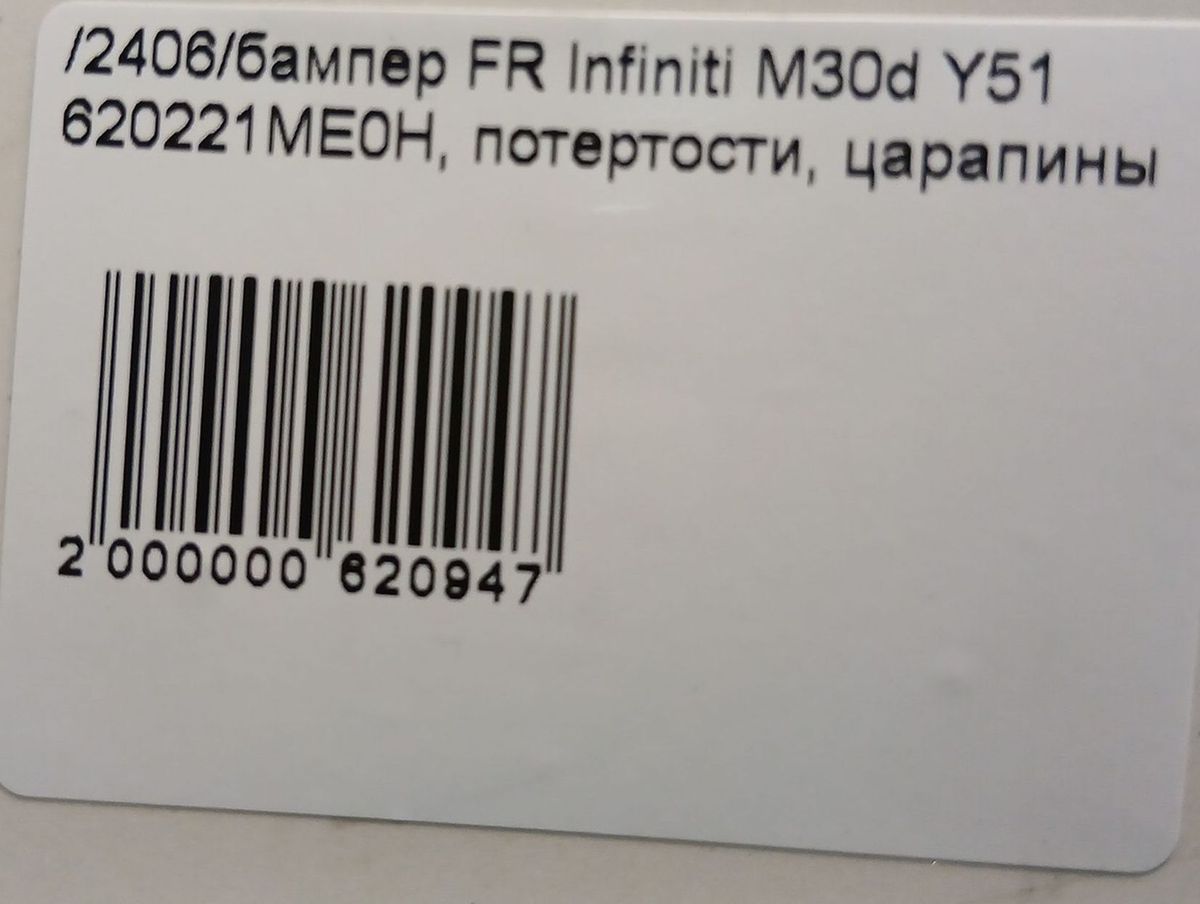 /2406/бампер FR Infiniti M30d Y51
620221ME0H, потертости, царапины
2 000000 620947